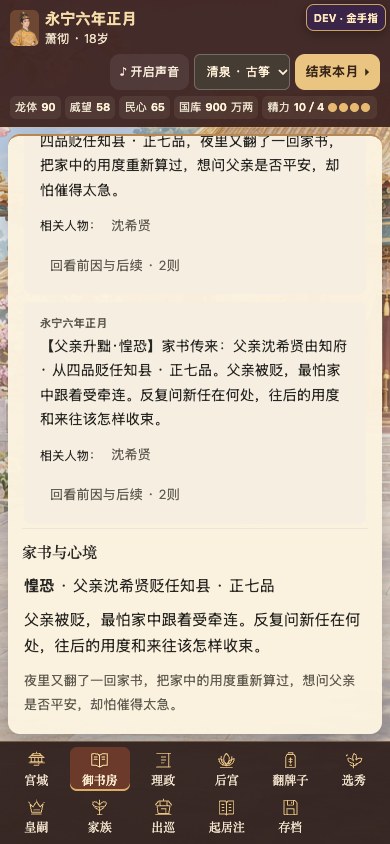 永宁六年正月
萧彻 · 18岁
DEV · 金手指
♪ 开启声音
清泉 · 古筝
结束本月 ›
龙体 90 威望 58 民心 65 国库 900 万两 精力 10 / 4
四品贬任知县 · 正七品，夜里又翻了一回家书，
把家中的用度重新算过，想问父亲是否平安，却
怕催得太急。
相关人物： 沈希贤
回看前因与后续 · 2则
永宁六年正月
【父亲升黜·惶恐】家书传来：父亲沈希贤由知府
· 从四品贬任知县 · 正七品。父亲被贬，最怕家
中跟着受牵连。反复问新任在何处，往后的用度
和来往该怎样收束。
相关人物： 沈希贤
回看前因与后续 · 2则
家书与心境
惶恐 · 父亲沈希贤贬任知县 · 正七品
父亲被贬，最怕家中跟着受牵连。反复问新任在何
处，往后的用度和来往该怎样收束。
夜里又翻了一回家书，把家中的用度重新算过，想问父亲
是否平安，却怕催得太急。
宫城 御书房 理政 后宫 翻牌子 选秀
皇嗣 家族 出巡 起居注 存档